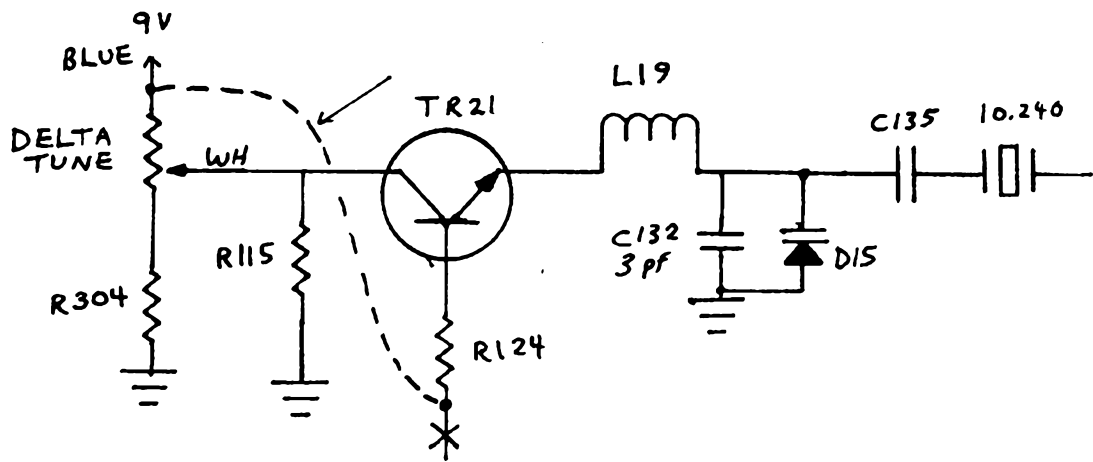 9V
BLUE
DELTA
TUNE
WH
R304
R115
TR21
R124
L19
C132
3 pf
D15
C135
10.240